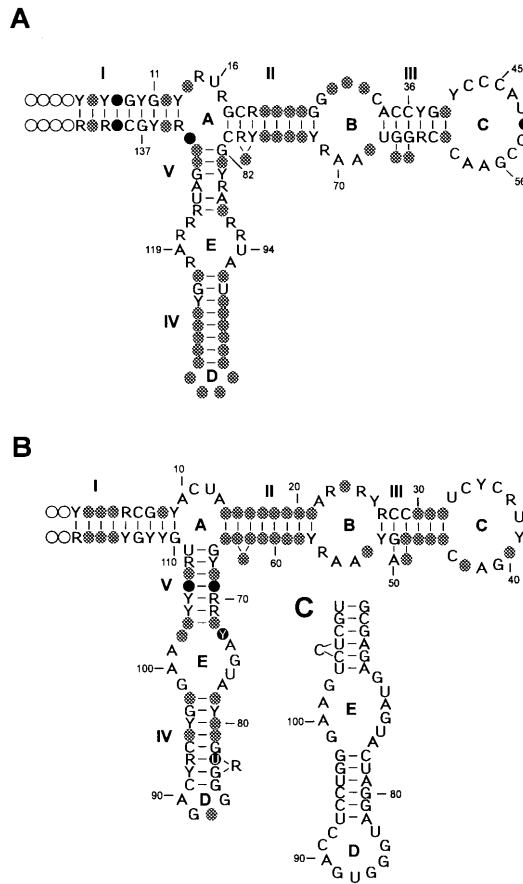 A
I 16 II III
11 36 45
R U R
Y Y G Y G Y G C R G C A C C Y G Y C C C A U C
A B C
R R C Y G R C Y R Y R A A U G G R C C A A G C
137 82 70 56
V G Y R A
G A U R
R R A R R U A
119 E 94
G Y U
IV
D
B
I 10 II 20 III 30
A C U A A R R Y U C Y C R U Y
Y R C G Y R C C
A B C
R Y G Y Y G Y R A A Y G A C A G
110 60 50 40
U R Y Y G Y R R
V 70
Y A G U A
A A G
100 E
G Y C R Y C A G Y G U G G G
R
IV 80
90 D
C
U G U C U C G C G A G A
C
G A A G G U A G U A
E
100
G G U C C U C U A G G A
80
C A G U G G U
90 D